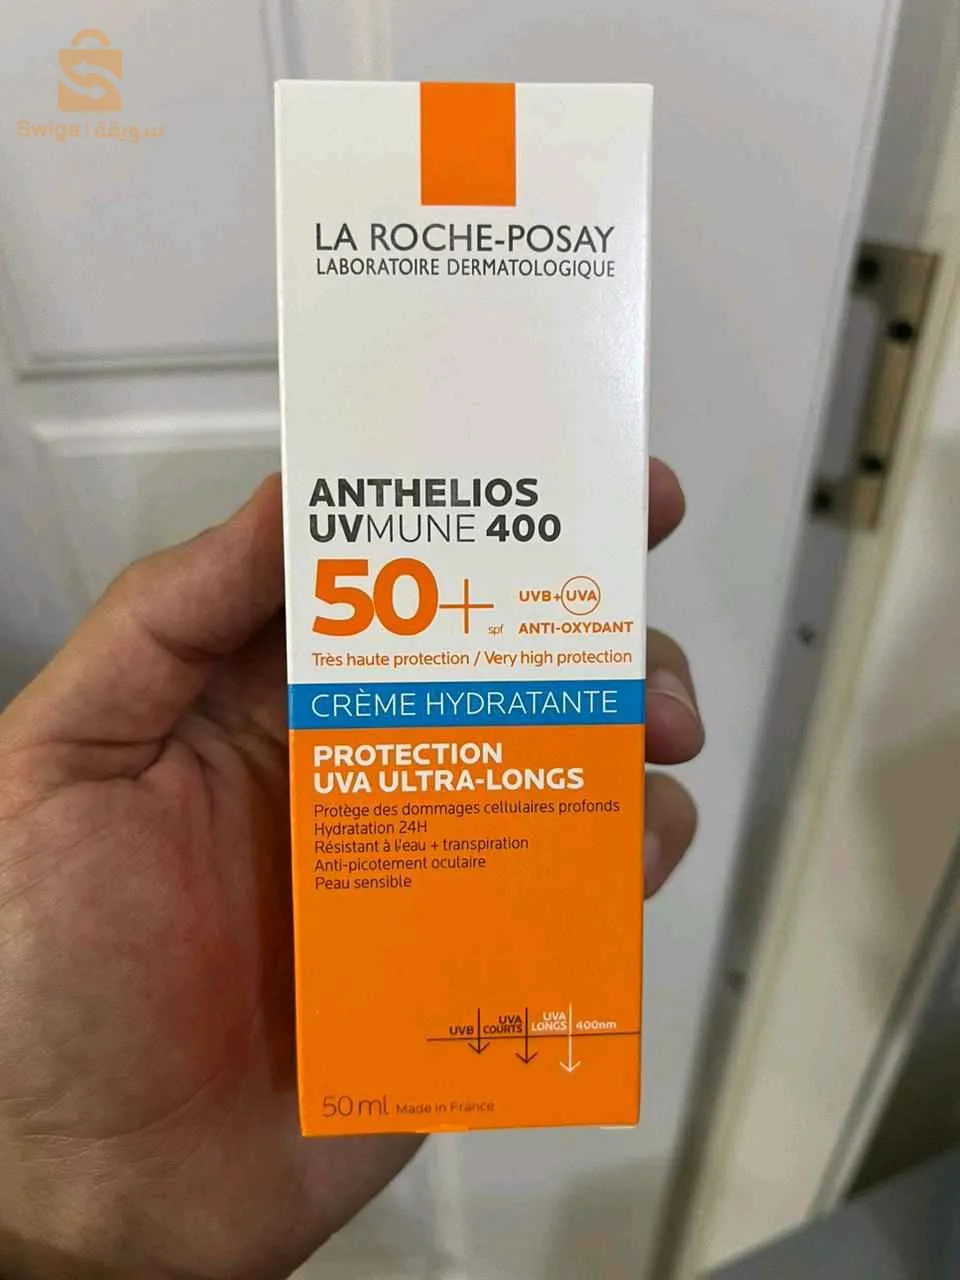 Swiga | سويقة
LA ROCHE-POSAY
LABORATOIRE DERMATOLOGIQUE
ANTHELIOS
UVMUNE 400
50+ spf
UVB+UVA
ANTI-OXYDANT
Très haute protection / Very high protection
CRÈME HYDRATANTE
PROTECTION
UVA ULTRA-LONGS
Protège des dommages cellulaires profonds
Hydratation 24H
Résistant à l'eau + transpiration
Anti-picotement oculaire
Peau sensible
UVB
UVA COURTS
UVA LONGS
400nm
50 ml Made in France